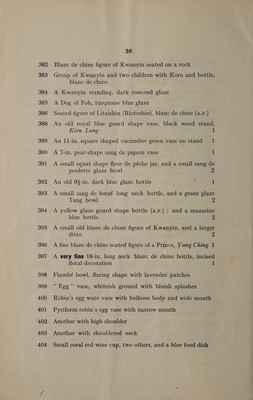 28
382 Blanc de chine figure of Kwanyin seated on a rock
383 Group of Kwanyin and two children with Koro and bottle,
blanc de chine
384 A Kwanyin standing, dark rose-red glaze
385 A Dog of Foh, turquoise blue glaze
386 Seated figure of Litaishin (Rioteshin), blanc de chine (A.F.)
388 An old royal blue gourd shape vase, black wood stand,
Kien Lung 1
389 An 11-in. square shaped cucumber green vase on stand 1
390 A 7-in. pear-shape sang de pigeon vase
391 A small squat shape fleur de pêche jar, and a small sang de
poulette glaze bowl 2
392 An old 9½-in. dark blue glaze bottle 1
393 A small sang de bœuf long neck bottle, and a green glaze
Tang bowl 2
394 A yellow glaze gourd shape bottle (A.F.); and a mazarine
blue bottle 2
395 A small old blanc de chine figure of Kwanyin, and a larger
ditto 2
396 A fine blanc de chine seated figure of a Prince, Yung Ching 1
397 A very fine 18-in. long neck blanc de chine bottle, incised
floral decoration 1
398 Flambé bowl, flaring shape with lavender patches
399 "Egg" vase, whiteish ground with bluish splashes
400 Robin's egg ware vase with bulbous body and wide mouth
401 Pyriform robin's egg vase with narrow mouth
402 Another with high shoulder
403 Another with shouldered neck
404 Small coral red wine cup, two others, and a blue food dish